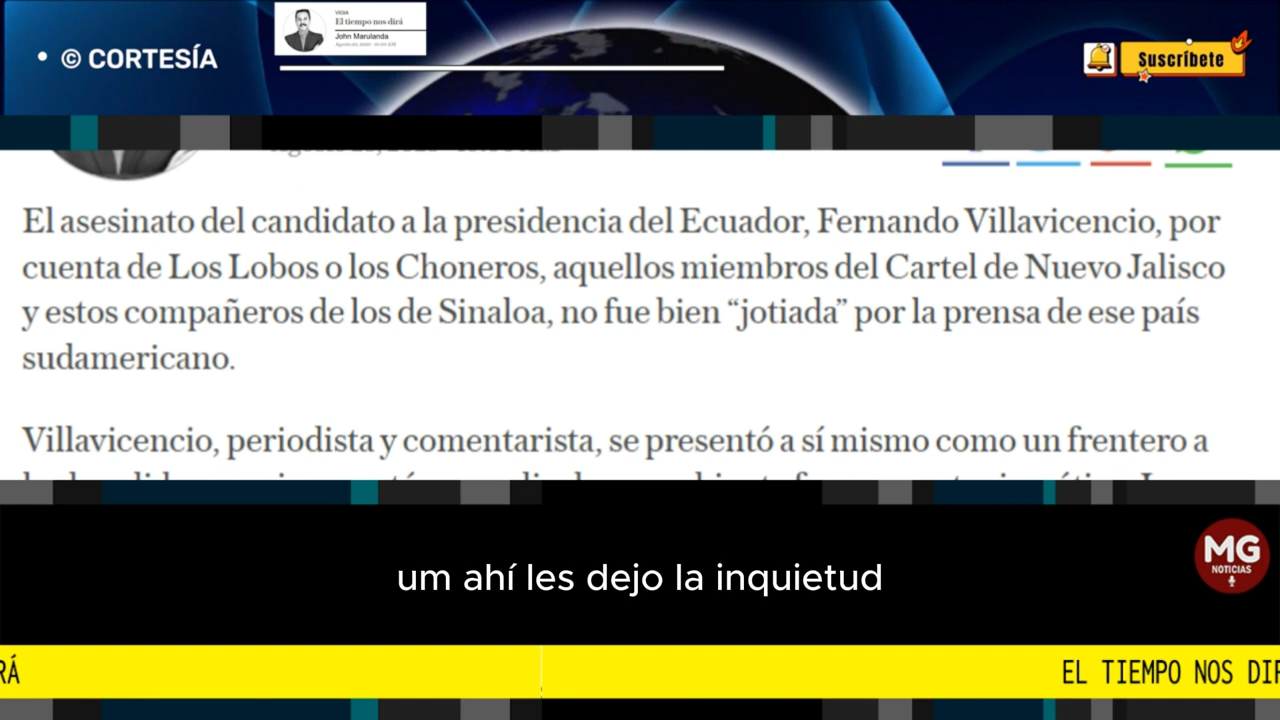 • © CORTESÍA
VIGIA
El tiempo nos dirá
John Marulanda
Suscríbete
El asesinato del candidato a la presidencia del Ecuador, Fernando Villavicencio, por
cuenta de Los Lobos o los Choneros, aquellos miembros del Cartel de Nuevo Jalisco
y estos compañeros de los de Sinaloa, no fue bien “jotiada” por la prensa de ese país
sudamericano.
Villavicencio, periodista y comentarista, se presentó a sí mismo como un frentero a
um ahí les dejo la inquietud
MG
NOTICIAS
RÁ
EL TIEMPO NOS DIR